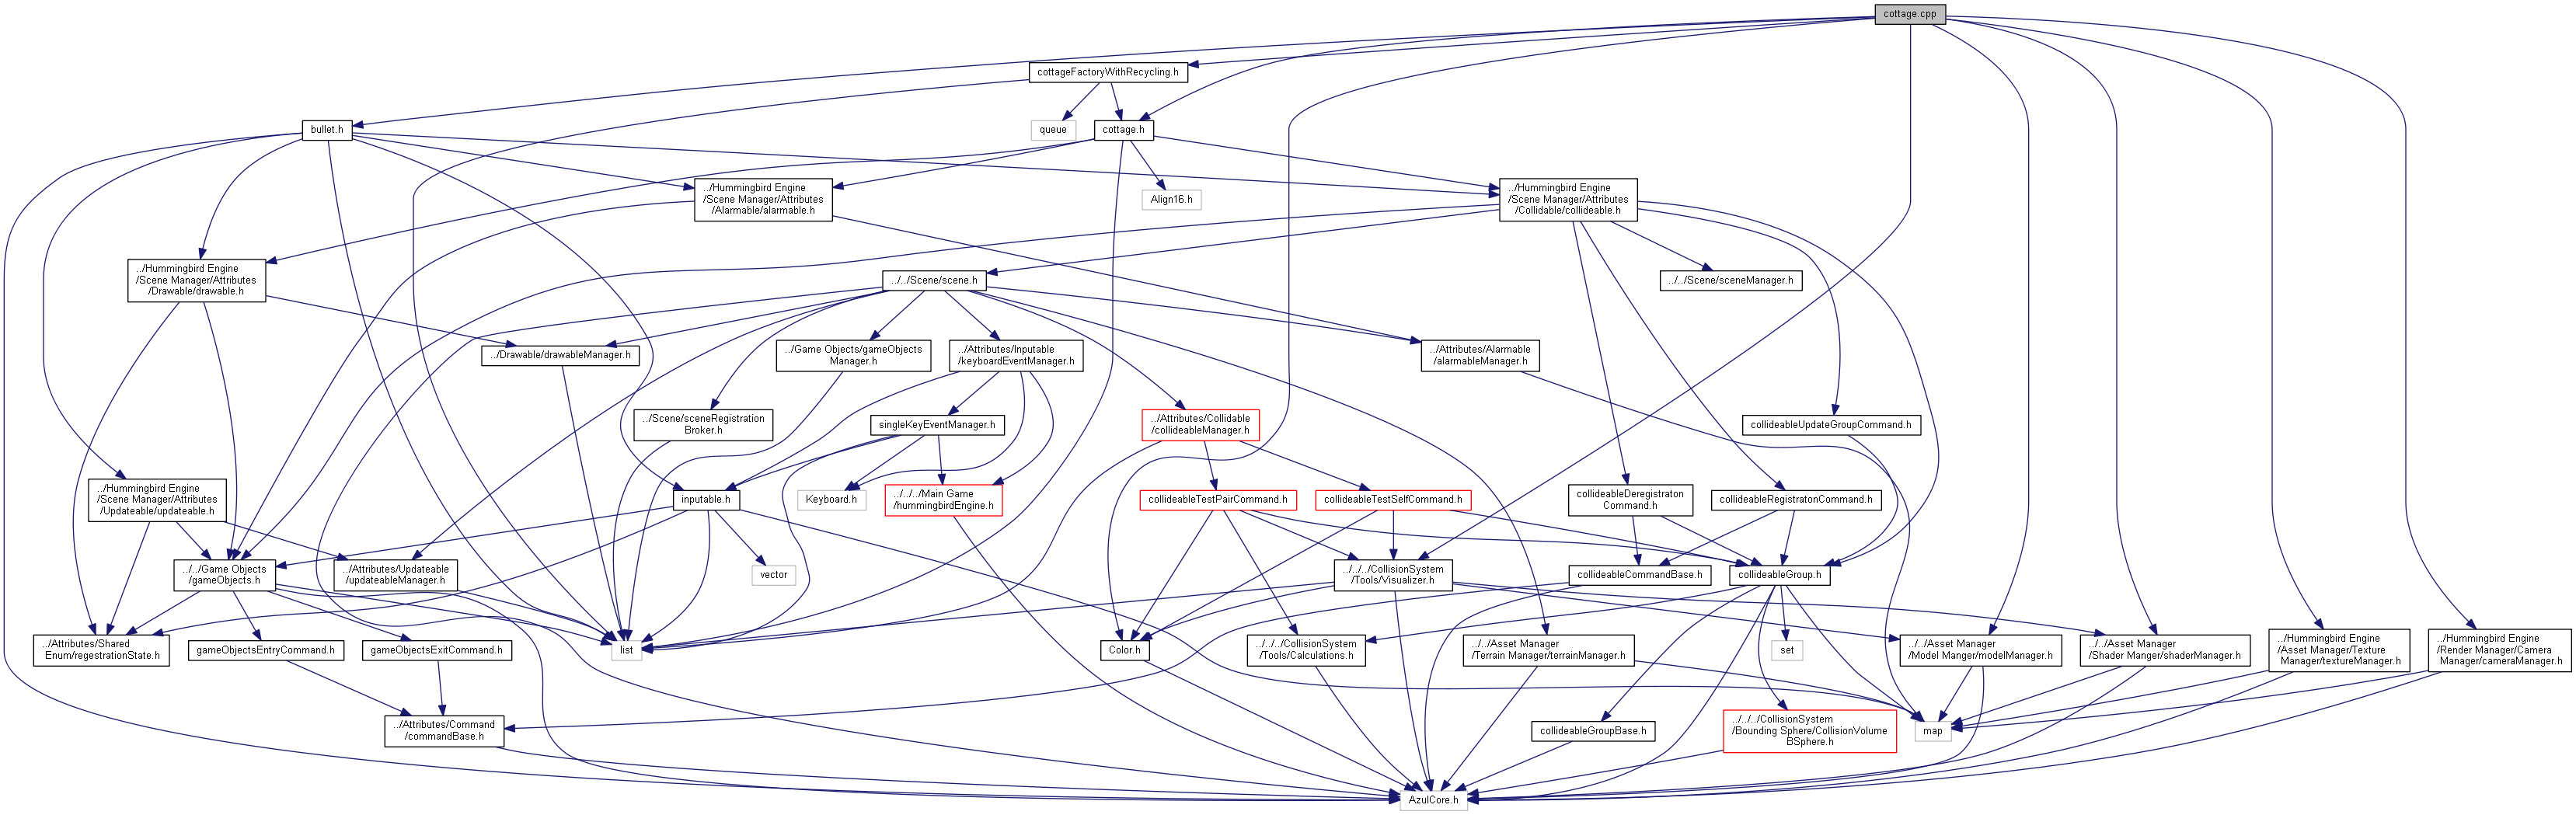 cottage.cpp
cottageFactoryWithRecycling.h
bullet.h
queue
cottage.h
../Hummingbird Engine
/Scene Manager/Attributes
/Alarmable/alarmable.h
Align16.h
../Hummingbird Engine
/Scene Manager/Attributes
/Collidable/collideable.h
../Hummingbird Engine
/Scene Manager/Attributes
/Drawable/drawable.h
../../Scene/scene.h
../../Scene/sceneManager.h
../Drawable/drawableManager.h
../Game Objects/gameObjects
Manager.h
../Attributes/Inputable
/keyboardEventManager.h
../Attributes/Alarmable
/alarmableManager.h
../Scene/sceneRegistration
Broker.h
singleKeyEventManager.h
../Attributes/Collidable
/collideableManager.h
collideableUpdateGroupCommand.h
../Hummingbird Engine
/Scene Manager/Attributes
/Updateable/updateable.h
inputable.h
Keyboard.h
../../../Main Game
/hummingbirdEngine.h
collideableTestPairCommand.h
collideableTestSelfCommand.h
collideableDeregistraton
Command.h
collideableRegistratonCommand.h
../../Game Objects
/gameObjects.h
../Attributes/Updateable
/updateableManager.h
vector
../../../CollisionSystem
/Tools/Visualizer.h
collideableCommandBase.h
collideableGroup.h
../Attributes/Shared
Enum/regestrationState.h
gameObjectsEntryCommand.h
gameObjectsExitCommand.h
list
Color.h
../../../CollisionSystem
/Tools/Calculations.h
../../Asset Manager
/Terrain Manager/terrainManager.h
set
../../Asset Manager
/Model Manger/modelManager.h
../../Asset Manager
/Shader Manger/shaderManager.h
../Hummingbird Engine
/Asset Manager/Texture
Manager/textureManager.h
../Hummingbird Engine
/Render Manager/Camera
Manager/cameraManager.h
../Attributes/Command
/commandBase.h
collideableGroupBase.h
../../../CollisionSystem
/Bounding Sphere/CollisionVolume
BSphere.h
map
AzulCore.h